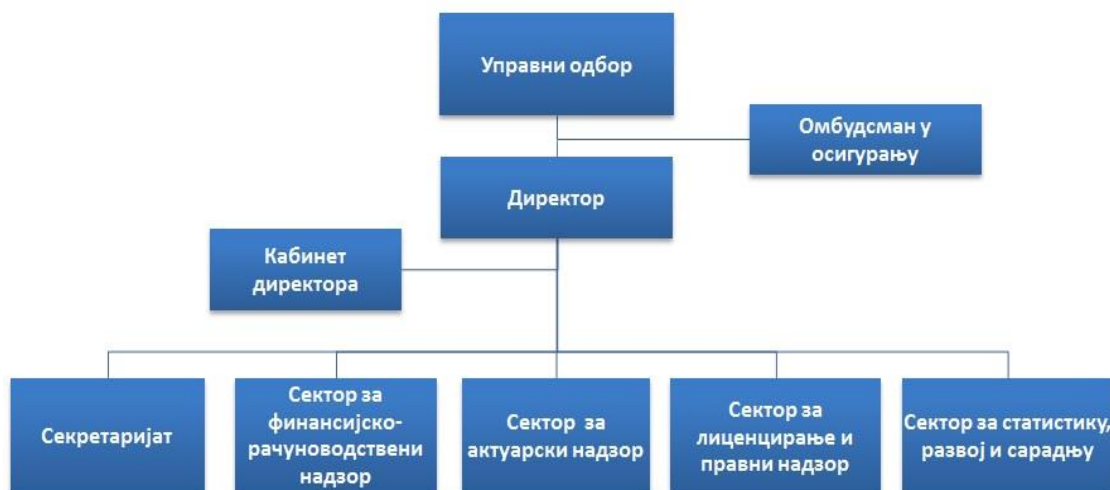 Управни одбор
Омбудсман у
осигурању
Директор
Кабинет
директора
Секретаријат
Сектор за
финансијско-
рачуноводствени
надзор
Сектор за
актуарски надзор
Сектор за
лиценцирање и
правни надзор
Сектор за статистику,
развој и сарадњу